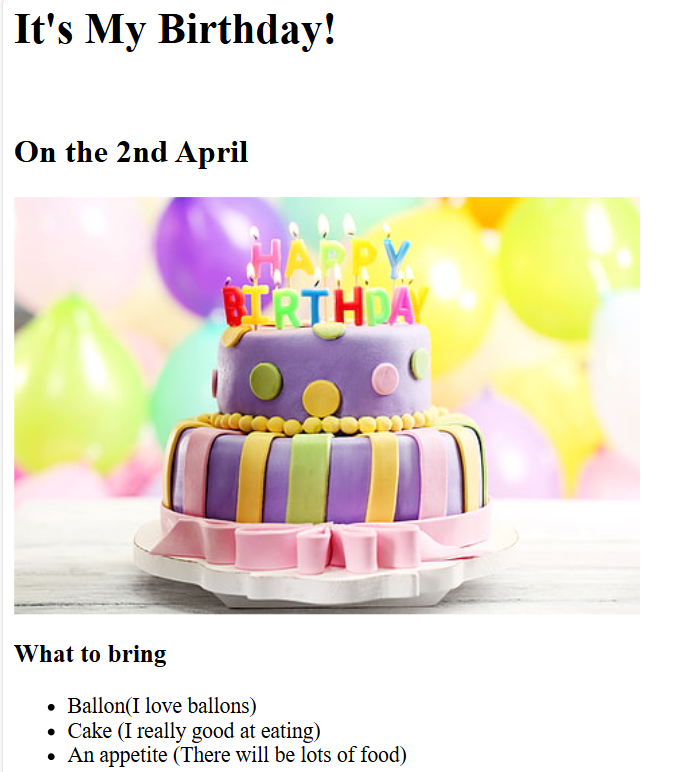 It's My Birthday!
On the 2nd April
HAPPY
BIRTHDAY
What to bring
Ballon(I love ballons)
Cake (I really good at eating)
An appetite (There will be lots of food)